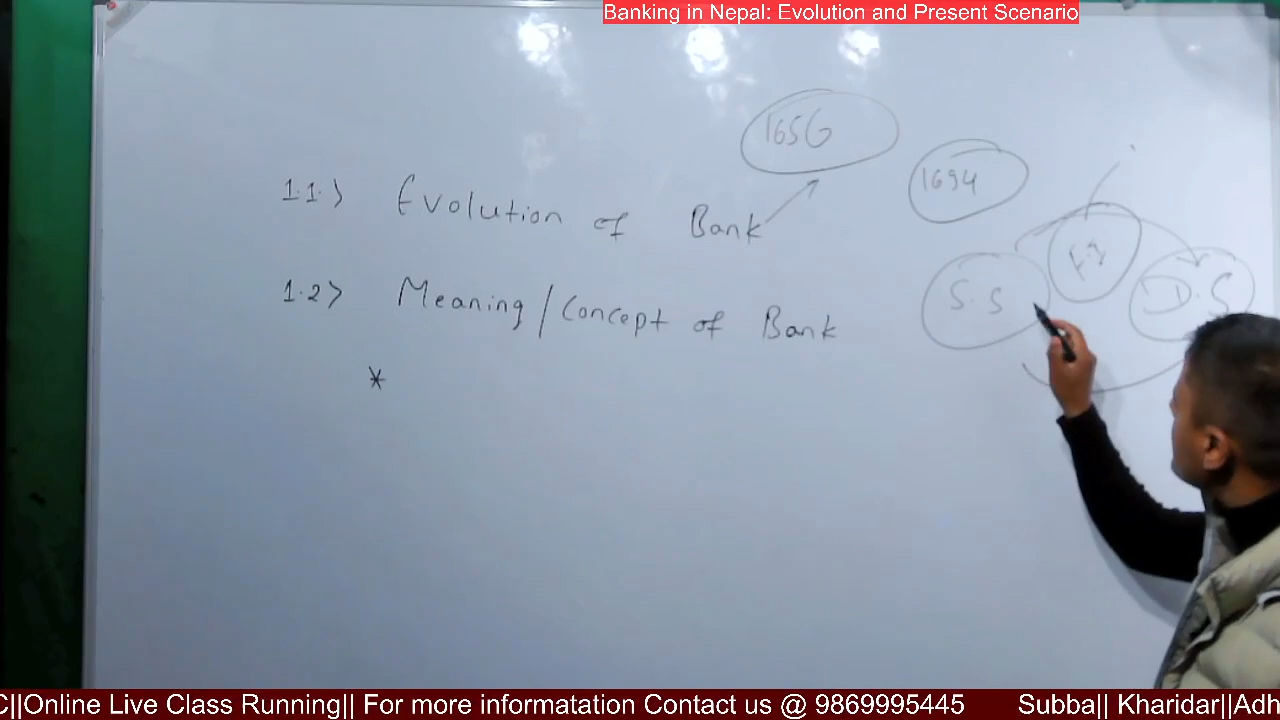 Banking in Nepal: Evolution and Present Scenario
1656
1694
1.1> Evolution of Bank
1.2> Meaning/Concept of Bank
S.S
D.S
*
C||Online Live Class Running|| For more informatation Contact us @ 9869995445 Subba|| Kharidar||Adh